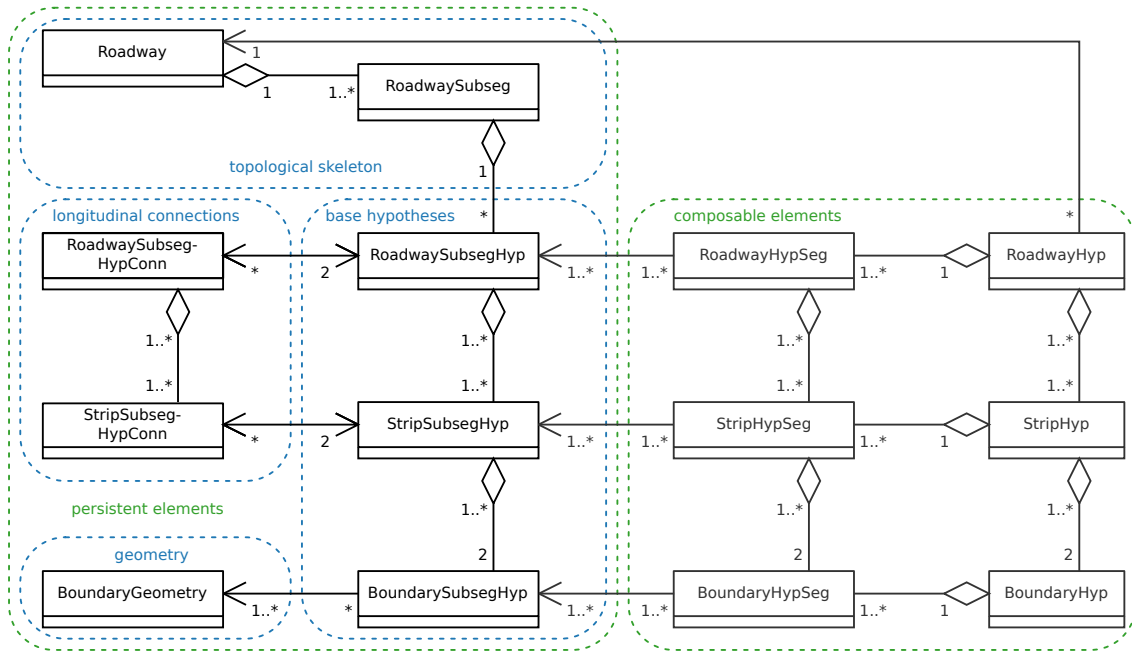 Roadway
1
1
1..*
RoadwaySubseg
topological skeleton
1
*
*
longitudinal connections
base hypotheses
composable elements
RoadwaySubseg-
HypConn
*
2
RoadwaySubsegHyp
1..*
1..*
RoadwayHypSeg
1..*
1
RoadwayHyp
1..*
1..*
1..*
1..*
1..*
1..*
1..*
1..*
StripSubseg-
HypConn
*
2
StripSubsegHyp
1..*
1..*
StripHypSeg
1..*
1
StripHyp
persistent elements
1..*
1..*
1..*
geometry
2
2
2
BoundaryGeometry
1..*
*
BoundarySubsegHyp
1..*
1..*
BoundaryHypSeg
1..*
1
BoundaryHyp